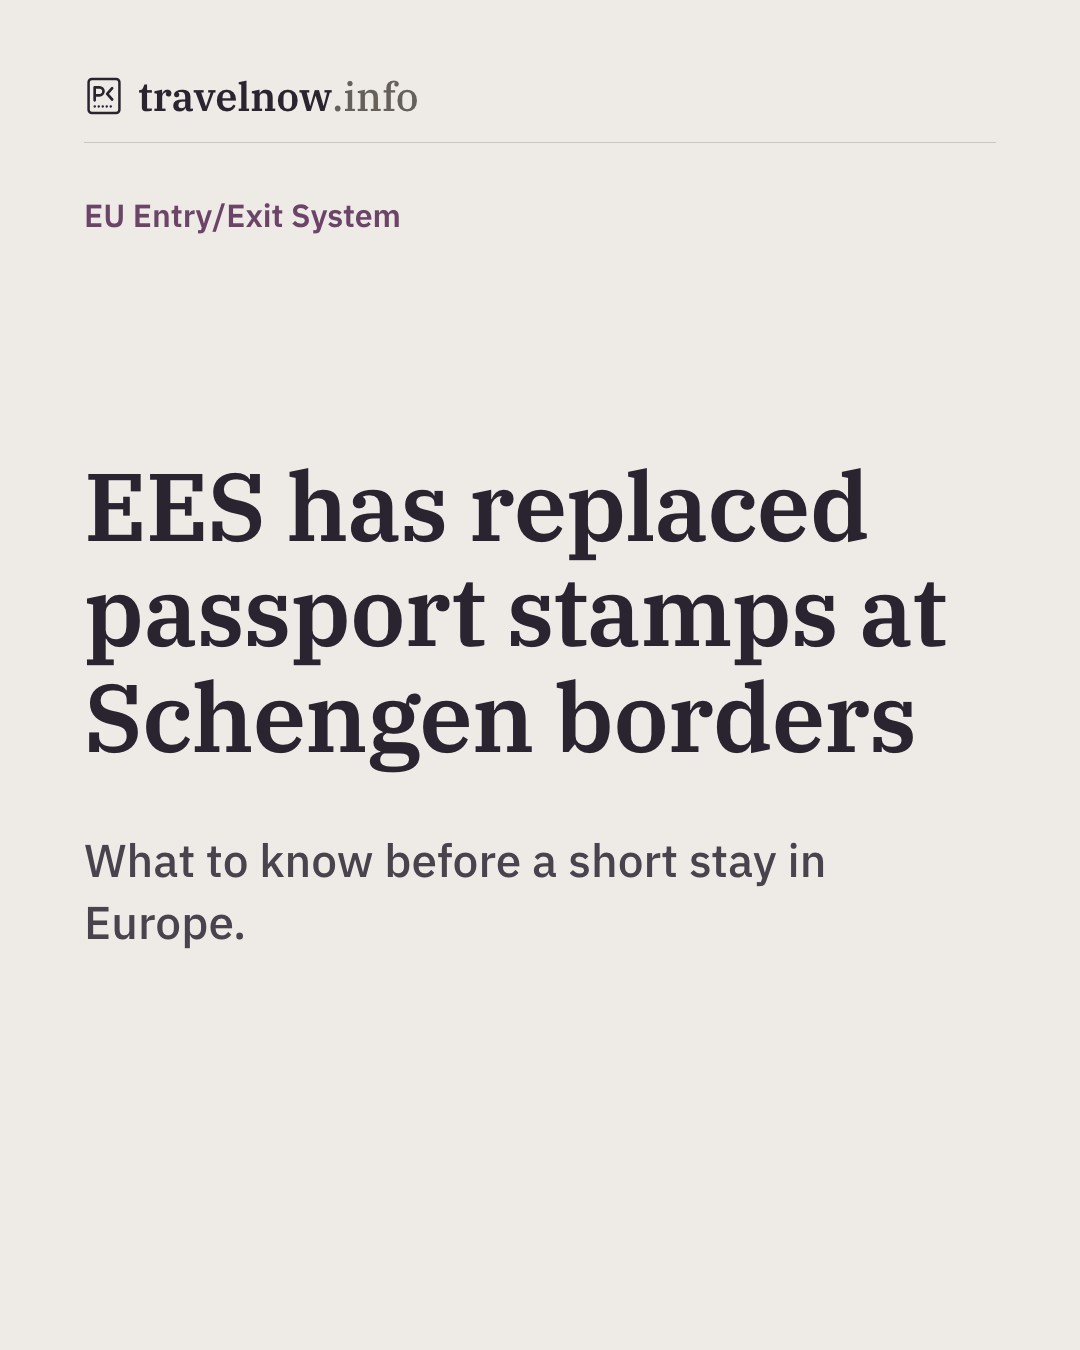 travelnow.info
EU Entry/Exit System
EES has replaced
passport stamps at
Schengen borders
What to know before a short stay in
Europe.